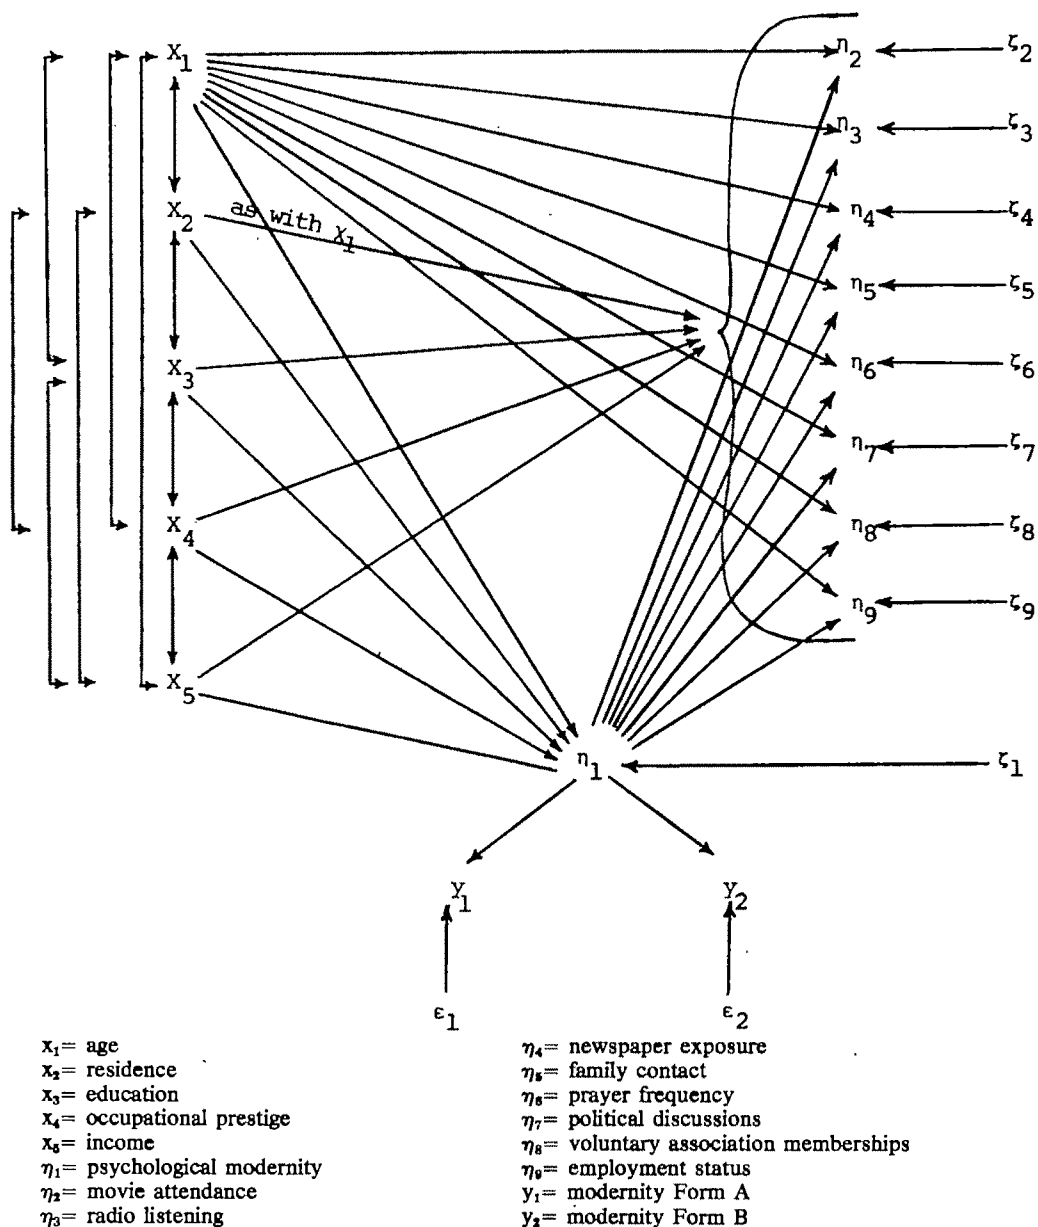 X₁ η₂ ζ₂
η₃ ζ₃
X₂ as with X₁ η₄ ζ₄
η₅ ζ₅
X₃ η₆ ζ₆
η₇ ζ₇
X₄ η₈ ζ₈
η₉ ζ₉
X₅
η₁ ζ₁
y₁ y₂
ε₁ ε₂
x₁= age
x₂= residence
x₃= education
x₄= occupational prestige
x₅= income
η₁= psychological modernity
η₂= movie attendance
η₃= radio listening
η₄= newspaper exposure
η₅= family contact
η₆= prayer frequency
η₇= political discussions
η₈= voluntary association memberships
η₉= employment status
y₁= modernity Form A
y₂= modernity Form B